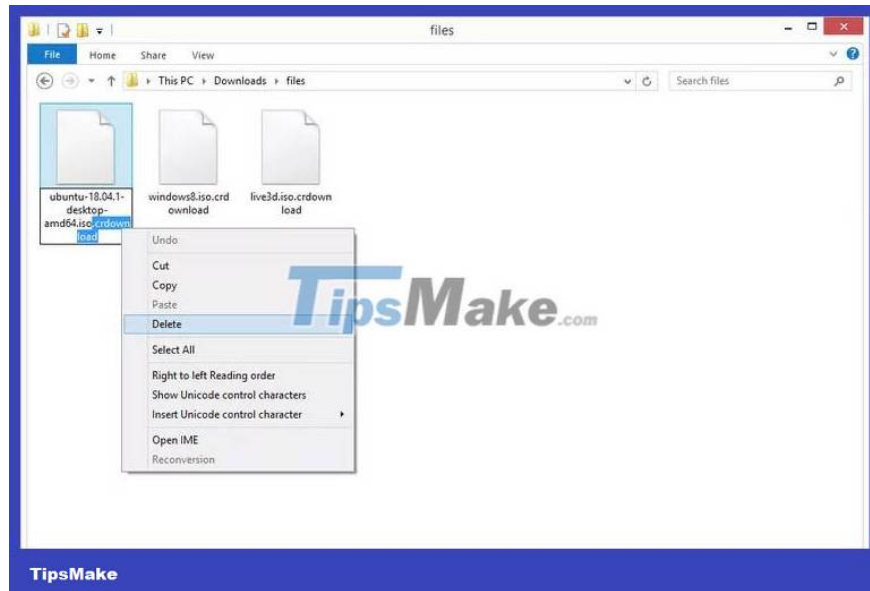 files
File Home Share View
This PC Downloads files
Search files
ubuntu-18.04.1-
desktop-
amd64.iso.crdown
load
windows8.iso.crd
ownload
live3d.iso.crdown
load
Undo
Cut
Copy
Paste
Delete
Select All
Right to left Reading order
Show Unicode control characters
Insert Unicode control character
Open IME
Reconversion
TipsMake.com
TipsMake